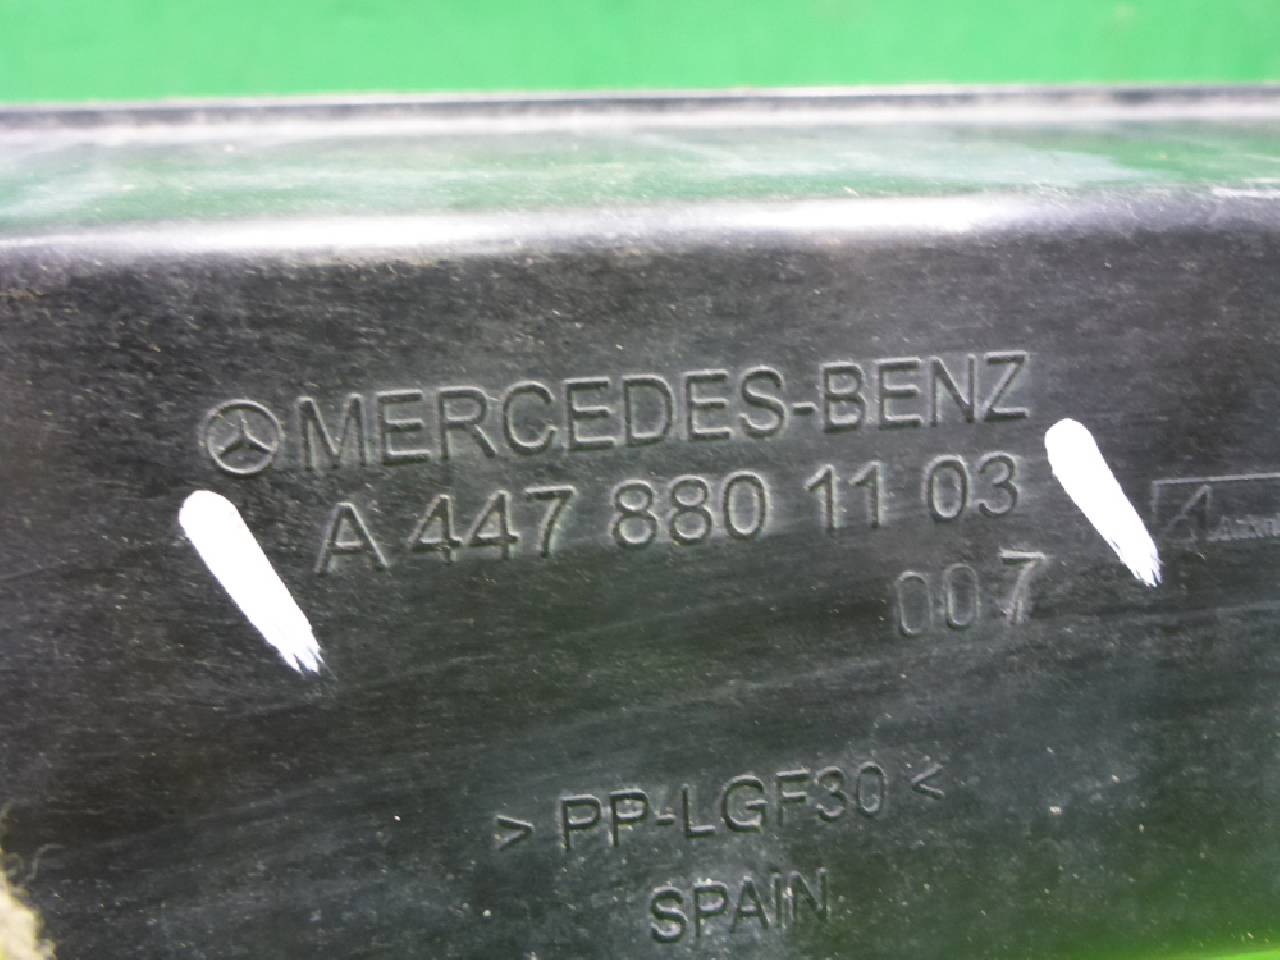 MERCEDES-BENZ
A 447 880 11 03
007
> PP-LGF30 <
SPAIN